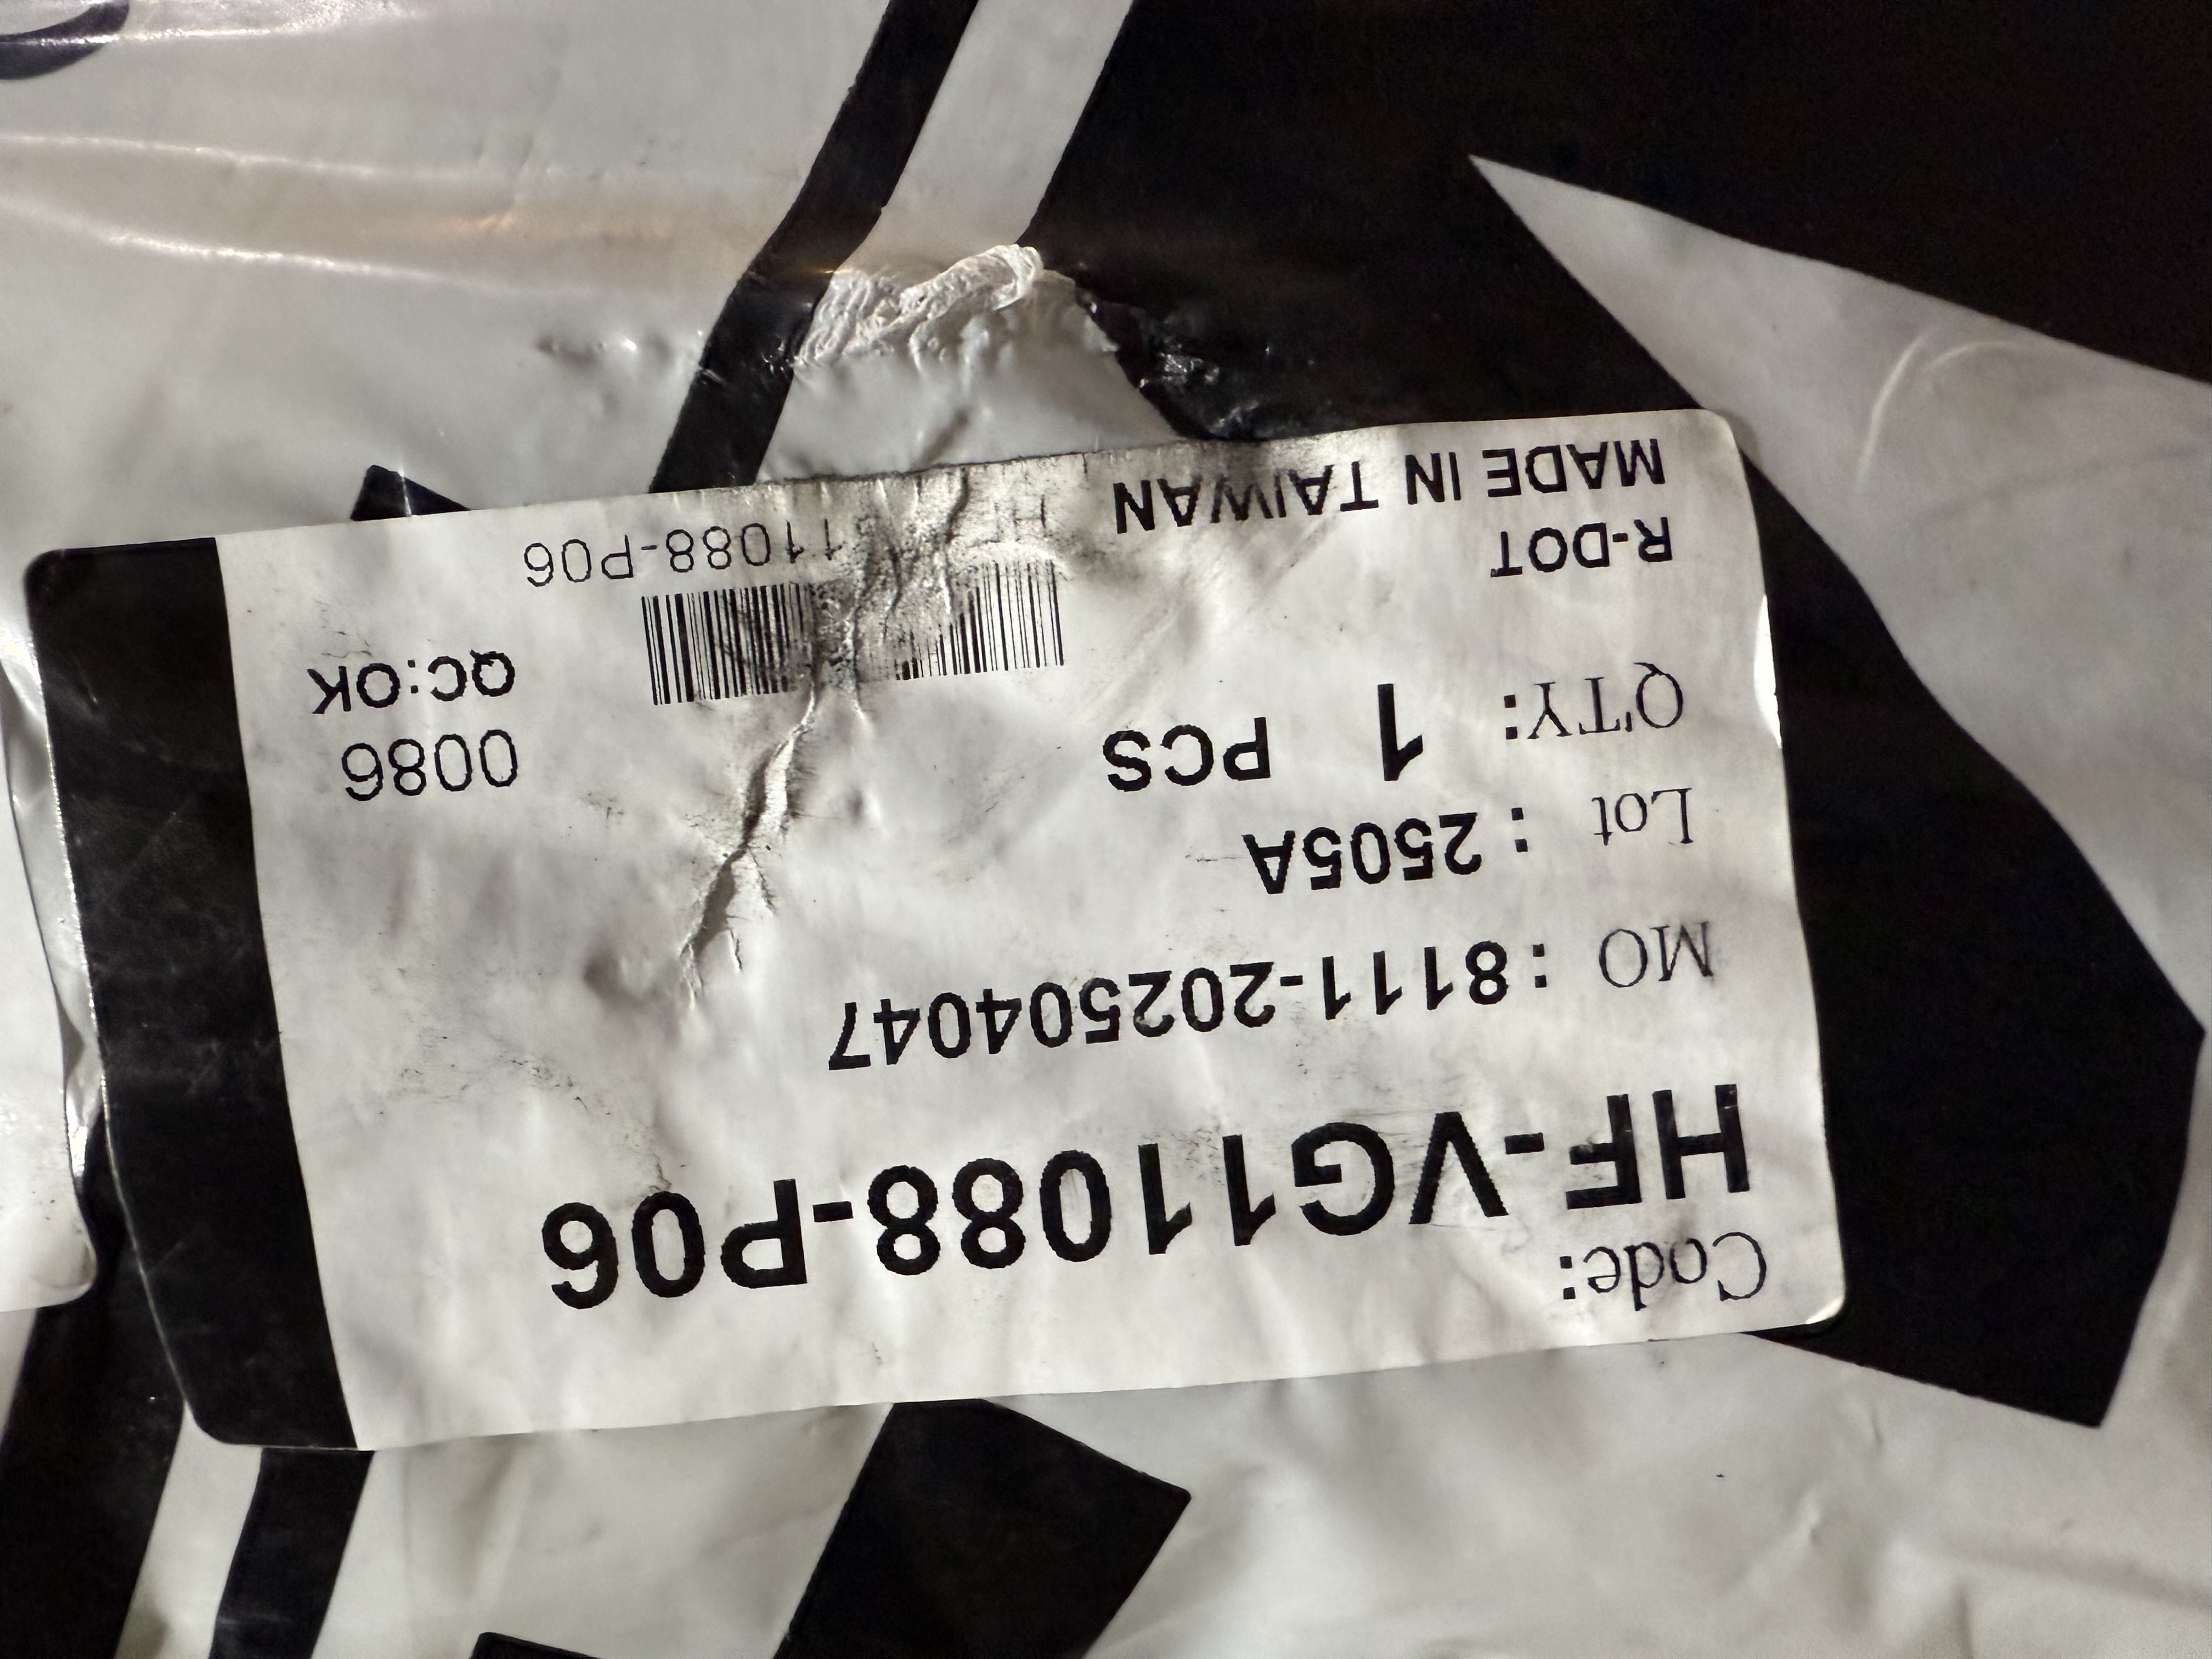 Code:
HF-VG11088-P06
MO : 8111-202504047
Lot : 2505A
Q'TY: 1 PCS
0086
QC:OK
R-DOT
MADE IN TAIWAN
11088-P06